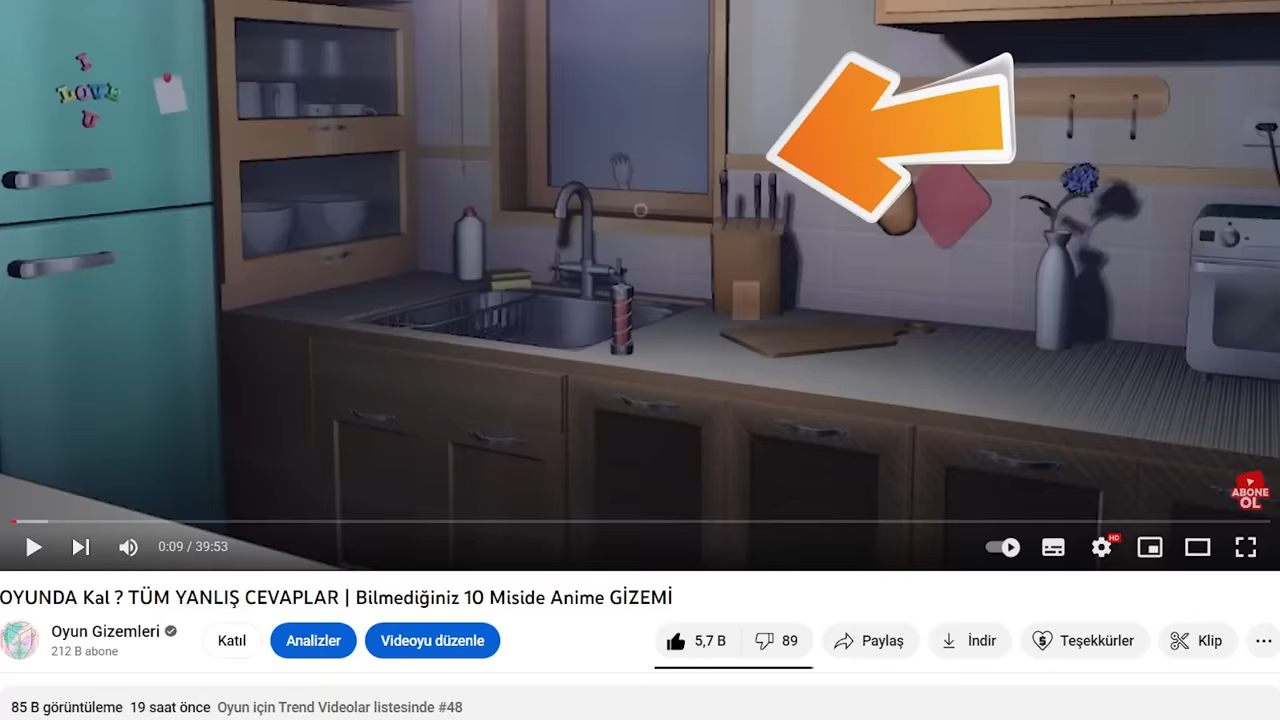 I
LOVE
U
HD
ABONE
OL
0:09 / 39:53
OYUNDA Kal ? TÜM YANLIŞ CEVAPLAR | Bilmediğiniz 10 Miside Anime GİZEMİ
Oyun Gizemleri
212 B abone
Katıl
Analizler
Videoyu düzenle
5,7 B
89
Paylaş
İndir
Teşekkürler
Klip
85 B görüntüleme 19 saat önce Oyun için Trend Videolar listesinde #48